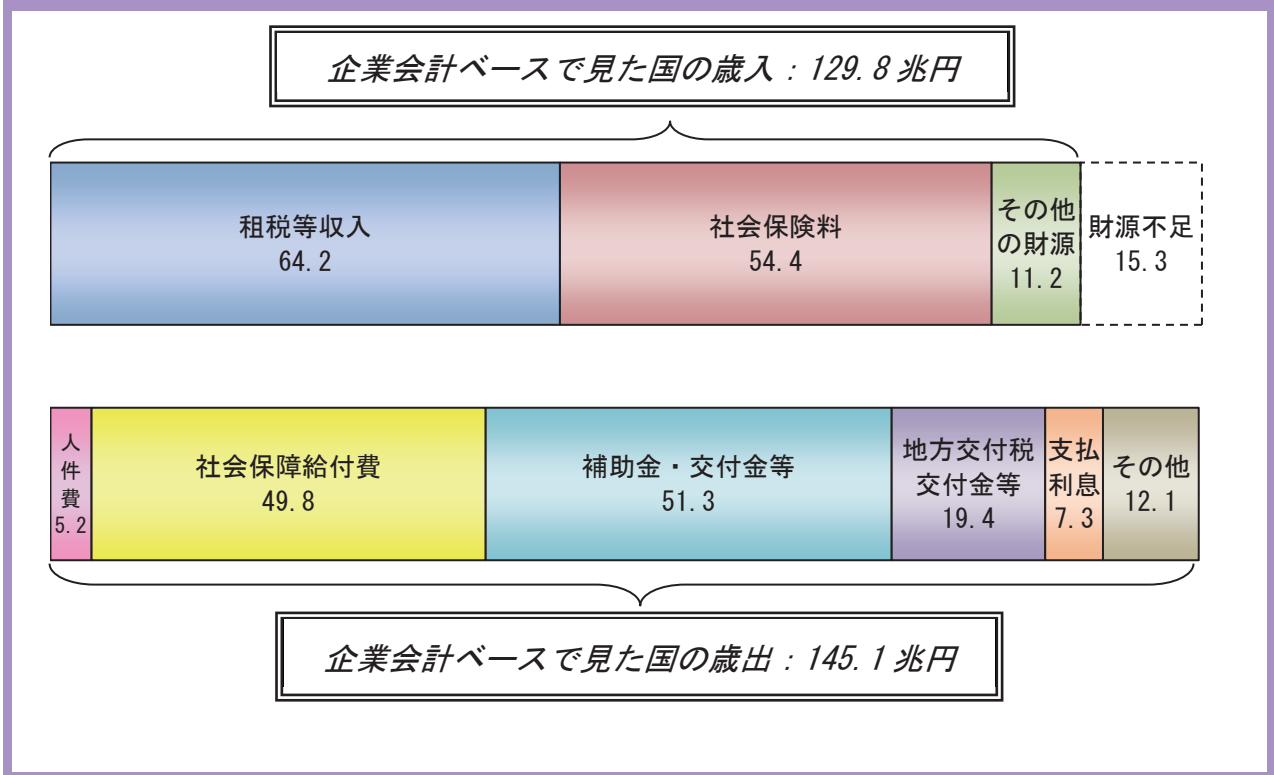 企業会計ベースで見た国の歳入：129.8 兆円
租税等収入
64.2
社会保険料
54.4
その他
の財源
11.2
財源不足
15.3
人
件
費
5.2
社会保障給付費
49.8
補助金・交付金等
51.3
地方交付税
交付金等
19.4
支払
利息
7.3
その他
12.1
企業会計ベースで見た国の歳出：145.1 兆円